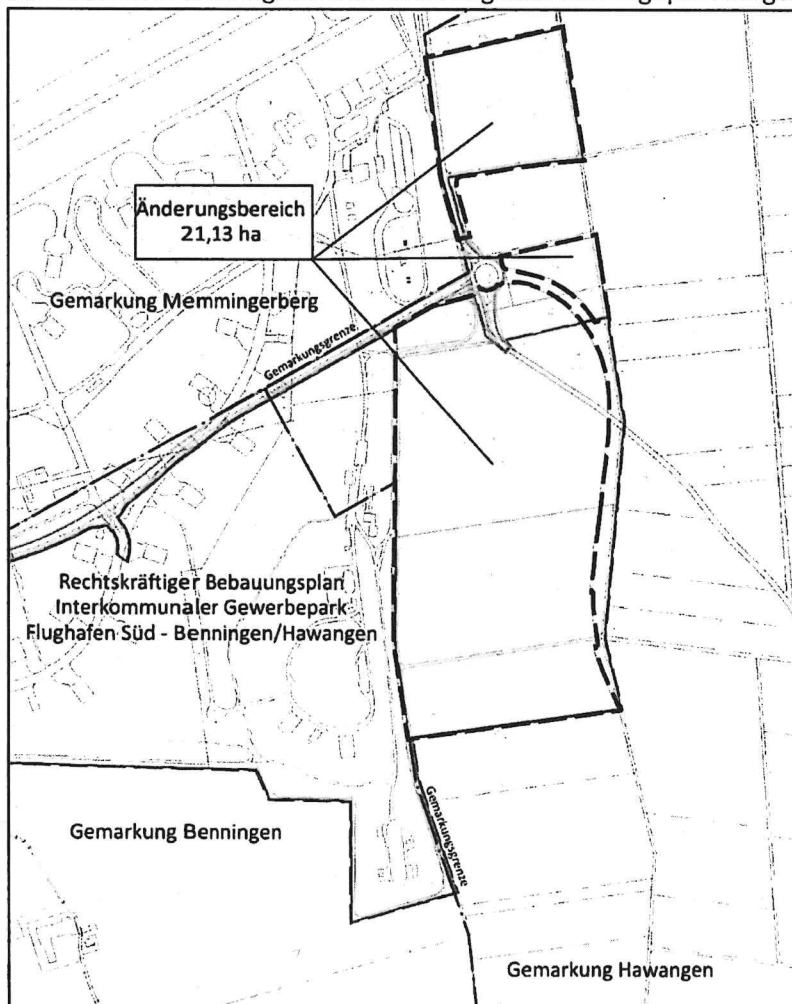 Änderungsbereich
21,13 ha
Gemarkung Memmingerberg
Gemarkungsgrenze
Rechtskräftiger Bebauungsplan
Interkommunaler Gewerbepark
Flughafen Süd - Benningen/Hawangen
Gemarkung Benningen
Gemarkungsgrenze
Gemarkung Hawangen